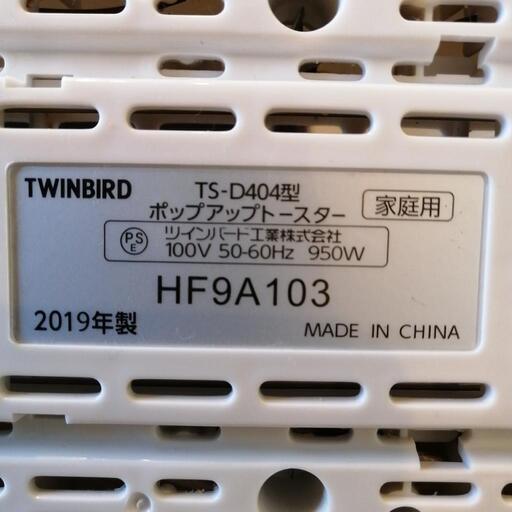 TWINBIRD
TS-D404型
ポップアップトースター
家庭用
PS
E
ツインバード工業株式会社
100V 50-60Hz 950W
HF9A103
2019年製
MADE IN CHINA